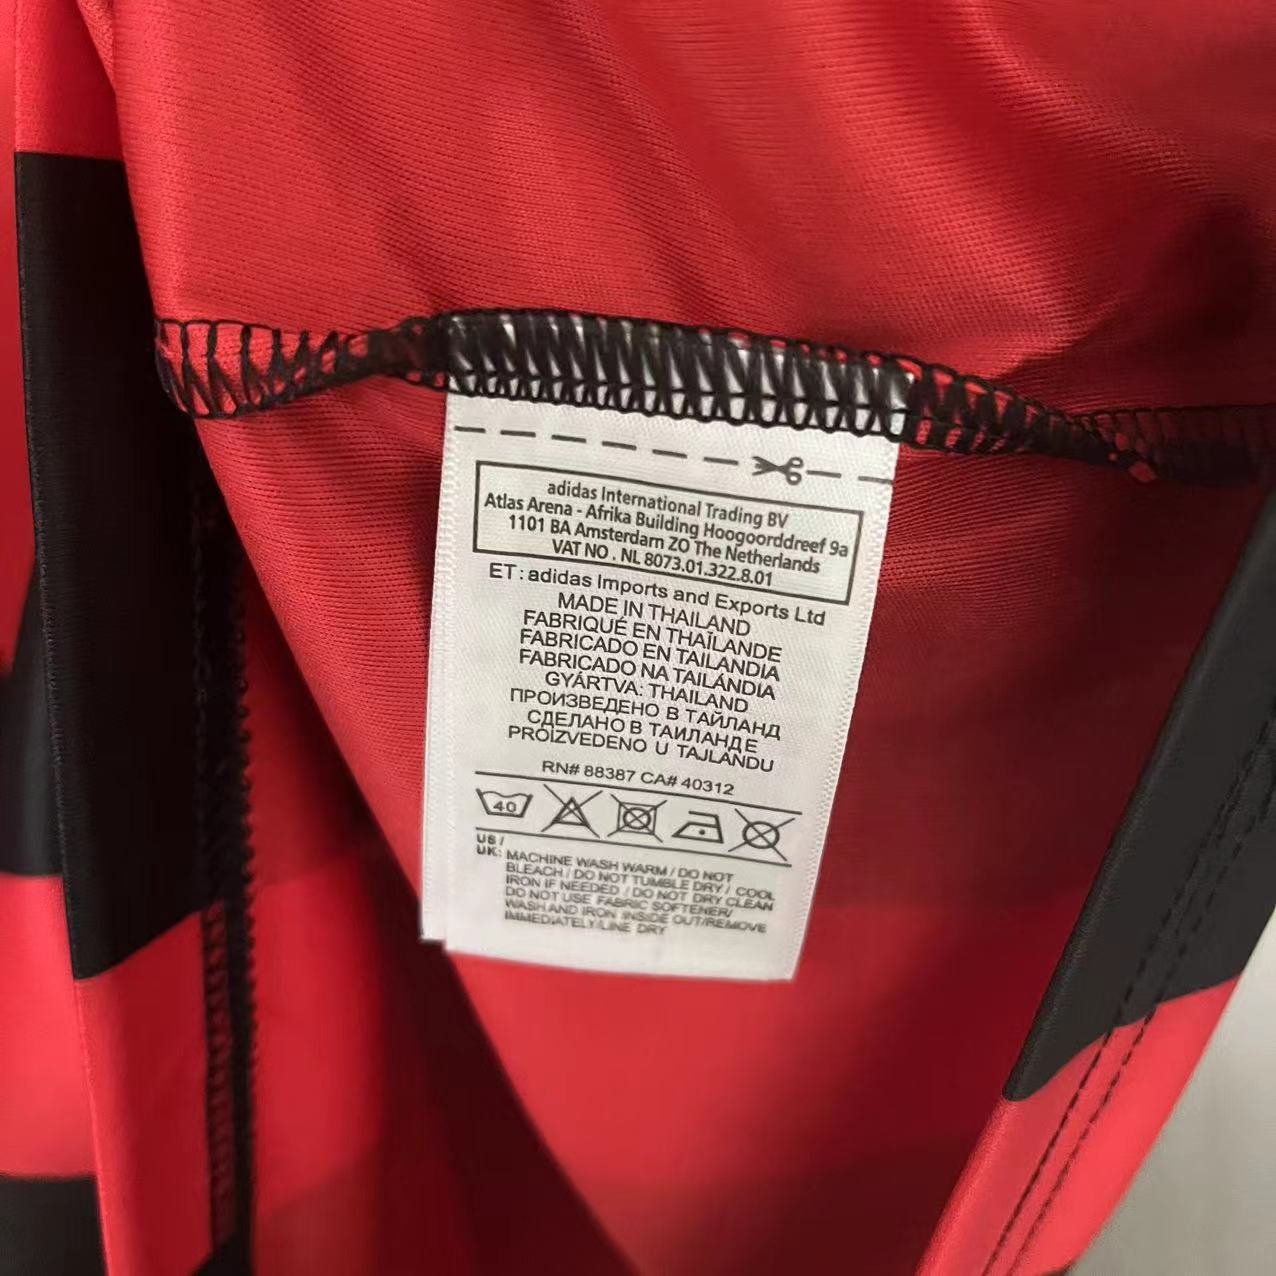 adidas International Trading BV
Atlas Arena - Afrika Building Hoogoorddreef 9a
1101 BA Amsterdam ZO The Netherlands
VAT NO . NL 8073.01.322.8.01
ET : adidas Imports and Exports Ltd
MADE IN THAILAND
FABRIQUÉ EN THAÏLANDE
FABRICADO EN TAILANDIA
FABRICADO NA TAILÁNDIA
GYÁRTVA: THAILAND
ПРОИЗВЕДЕНО В ТАЙЛАНД
СДЕЛАНО В ТАИЛАНДЕ
PROIZVEDENO U TAJLANDU
RN# 88387 CA# 40312
40
US /
UK: MACHINE WASH WARM / DO NOT
BLEACH / DO NOT TUMBLE DRY / COOL
IRON IF NEEDED / DO NOT DRY CLEAN
DO NOT USE FABRIC SOFTENER/
WASH AND IRON INSIDE OUT/REMOVE
IMMEDIATELY/LINE DRY